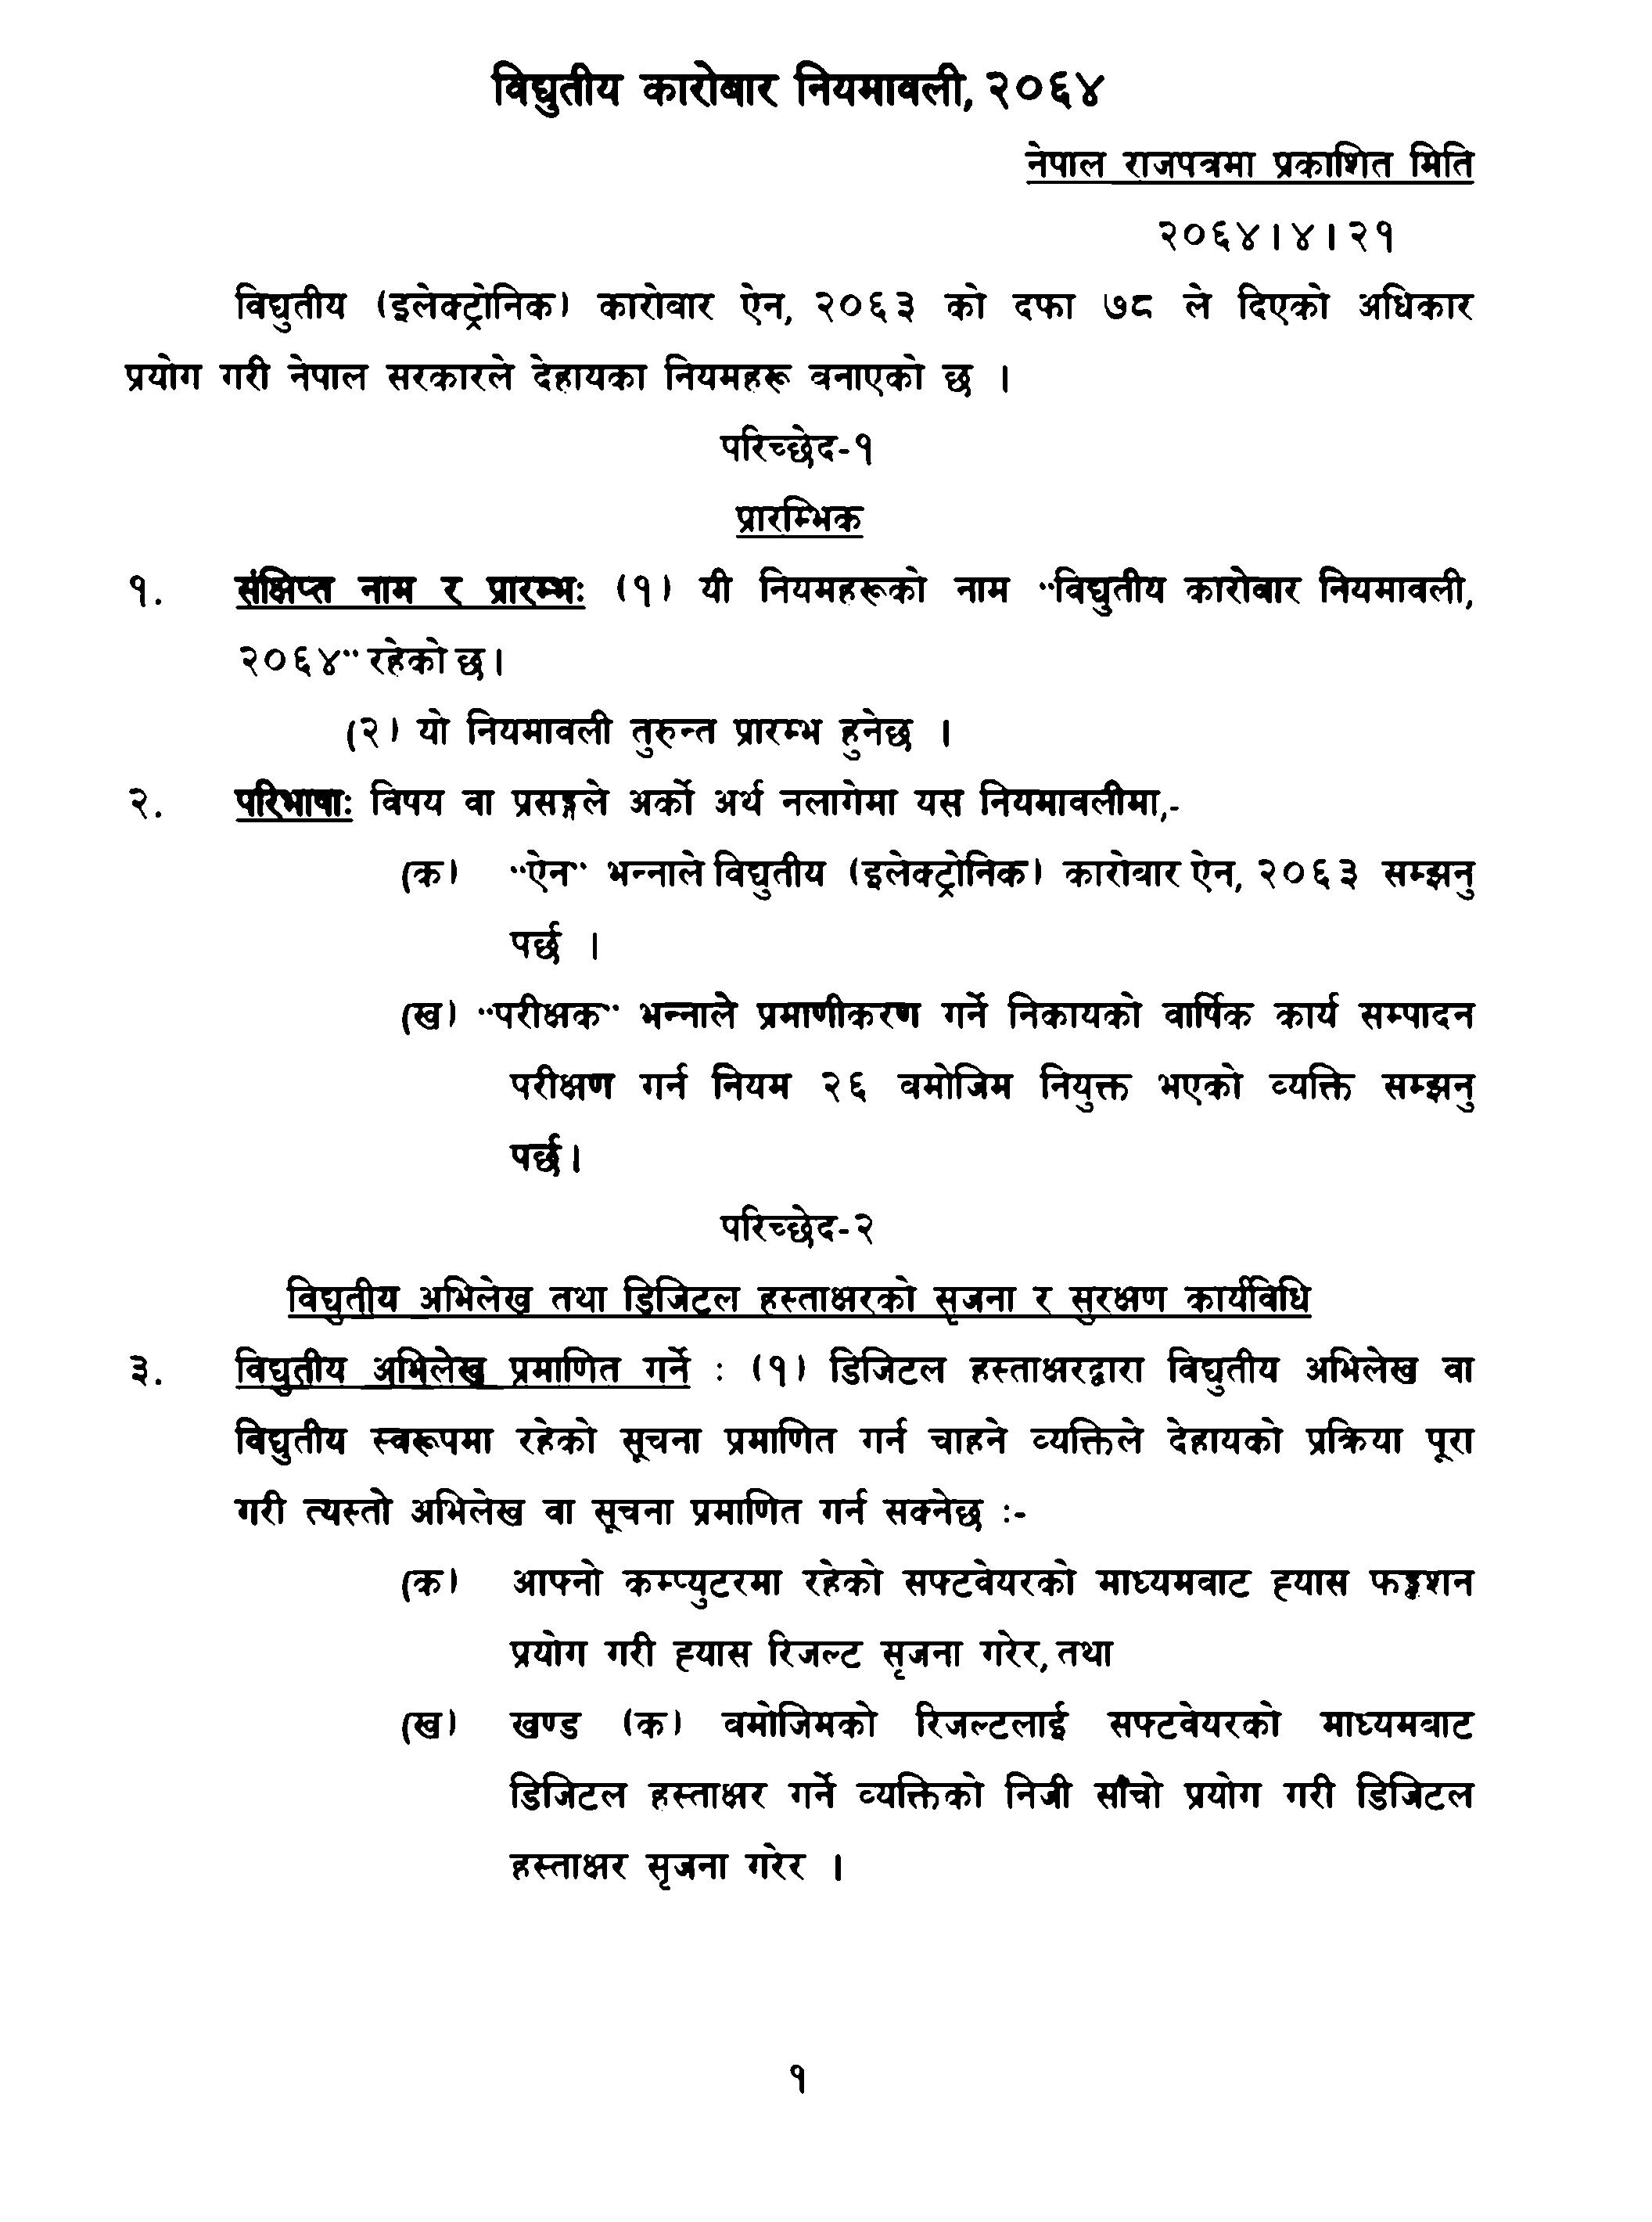 विद्युतीय कारोबार नियमावली, २०६४
नेपाल राजपत्रमा प्रकाशित मिति
२०६४।४।२१
विद्युतीय (इलेक्ट्रोनिक) कारोबार ऐन, २०६३ को दफा ७८ ले दिएको अधिकार
प्रयोग गरी नेपाल सरकारले देहायका नियमहरू बनाएको छ ।
परिच्छेद-१
प्रारम्भिक
१. संक्षिप्त नाम र प्रारम्भः (१) यी नियमहरूको नाम "विद्युतीय कारोबार नियमावली,
२०६४" रहेको छ।
(२) यो नियमावली तुरुन्त प्रारम्भ हुनेछ ।
२. परिभाषाः विषय वा प्रसङ्गले अर्को अर्थ नलागेमा यस नियमावलीमा,-
(क) "ऐन" भन्नाले विद्युतीय (इलेक्ट्रोनिक) कारोबार ऐन, २०६३ सम्झनु
पर्छ ।
(ख) "परीक्षक" भन्नाले प्रमाणीकरण गर्ने निकायको वार्षिक कार्य सम्पादन
परीक्षण गर्न नियम २६ बमोजिम नियुक्त भएको व्यक्ति सम्झनु
पर्छ।
परिच्छेद-२
विद्युतीय अभिलेख तथा डिजिटल हस्ताक्षरको सृजना र सुरक्षण कार्यविधि
३. विद्युतीय अभिलेख प्रमाणित गर्ने : (१) डिजिटल हस्ताक्षरद्वारा विद्युतीय अभिलेख वा
विद्युतीय स्वरूपमा रहेको सूचना प्रमाणित गर्न चाहने व्यक्तिले देहायको प्रक्रिया पूरा
गरी त्यस्तो अभिलेख वा सूचना प्रमाणित गर्न सक्नेछ :-
(क) आफ्नो कम्प्युटरमा रहेको सफ्टवेयरको माध्यमबाट ह्यास फङ्शन
प्रयोग गरी ह्यास रिजल्ट सृजना गरेर, तथा
(ख) खण्ड (क) बमोजिमको रिजल्टलाई सफ्टवेयरको माध्यमबाट
डिजिटल हस्ताक्षर गर्ने व्यक्तिको निजी साँचो प्रयोग गरी डिजिटल
हस्ताक्षर सृजना गरेर ।
१